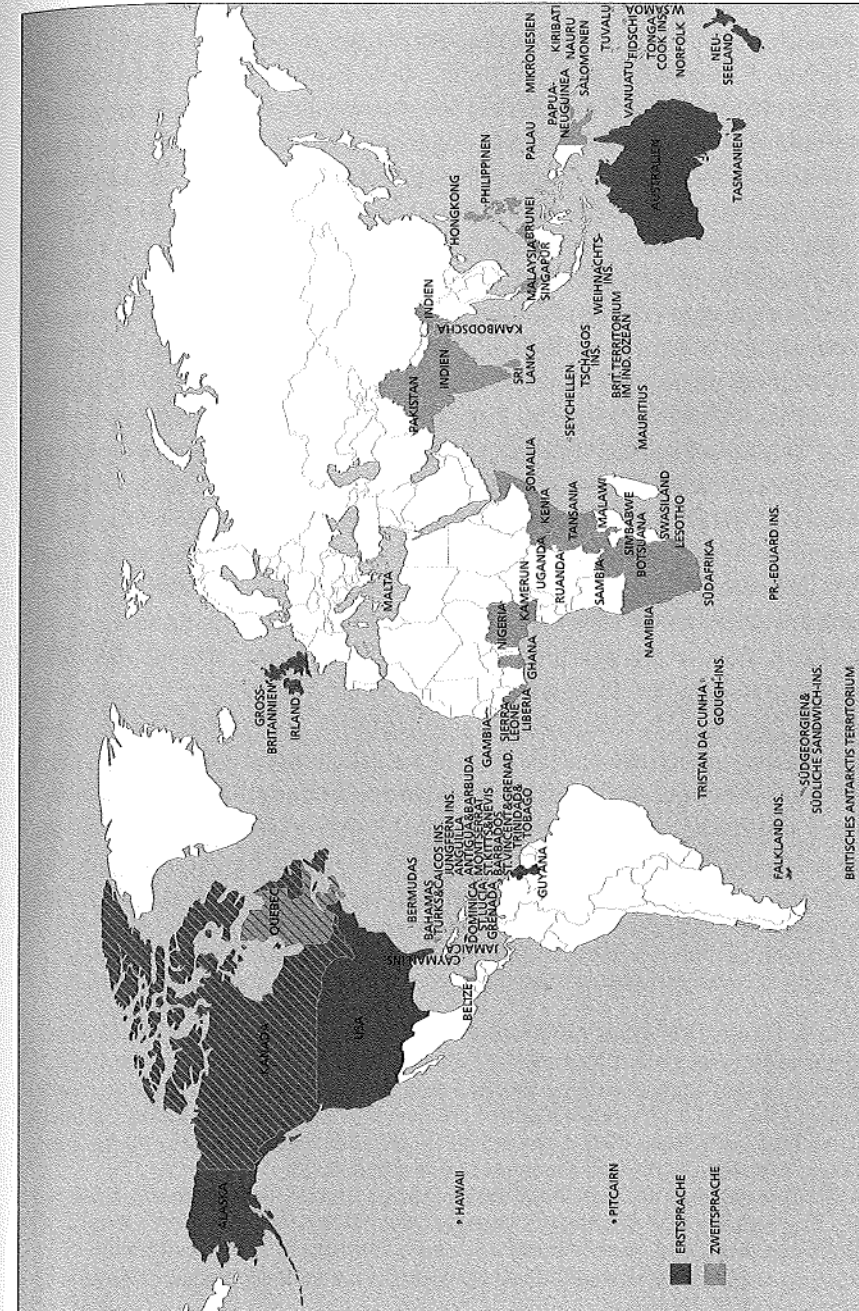 ALASKA
KANADA
QUEBEC
USA
HAWAII
PITCAIRN
BERMUDAS
BAHAMAS
TURKS&CAICOS INS.
CAYMAN INS.
JAMAICA
BELIZE
JUNGFERN INS.
ANGUILLA
ANTIGUA&BARBUDA
MONTSERRAT
ST.KITTS&NEVIS
DOMINICA
ST.LUCIA
BARBADOS
GRENADA
ST.VINCENT&GRENAD.
TRINIDAD&
TOBAGO
GUYANA
FALKLAND INS.
SÜDGEORGIEN&
SÜDLICHE SANDWICH-INS.
BRITISCHES ANTARKTIS TERRITORIUM
TRISTAN DA CUNHA
GOUGH-INS.
GROSS-
BRITANNIEN
IRLAND
MALTA
GAMBIA
SIERRA
LEONE
LIBERIA
GHANA
NIGERIA
KAMERUN
UGANDA
RUANDA
KENIA
SOMALIA
TANSANIA
SAMBIA
MALAWI
SIMBABWE
BOTSUANA
NAMIBIA
SWASILAND
LESOTHO
SÜDAFRIKA
PR.-EDUARD INS.
SEYCHELLEN
MAURITIUS
TSCHAGOS
INS.
BRIT. TERRITORIUM
IM IND. OZEAN
PAKISTAN
INDIEN
INDIEN
SRI
LANKA
KAMBODSCHA
HONGKONG
PHILIPPINEN
MALAYSIA
BRUNEI
SINGAPUR
WEIHNACHTS-
INS.
PALAU
MIKRONESIEN
PAPUA-
NEUGUINEA
KIRIBATI
NAURU
SALOMONEN
TUVALU
VANUATU
FIDSCHI
W.SAMOA
TONGA
COOK INS.
NORFOLK
AUSTRALIEN
TASMANIEN
NEU-
SEELAND
ERSTSPRACHE
ZWEITSPRACHE